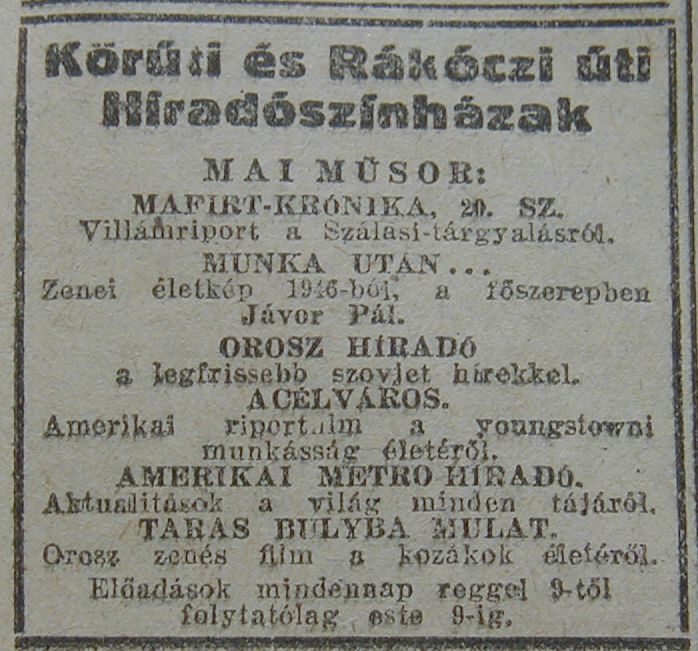 Körúti és Rákóczi úti
Híradószínházak
MAI MŰSOR:
MAFIRT-KRÓNIKA, 20. SZ.
Villámriport a Szálasi-tárgyalásról.
MUNKA UTÁN...
Zenei életkép 1946-ból, a főszerepben
Jávor Pál.
OROSZ HÍRADÓ
a legfrissebb szovjet hírekkel.
ACÉLVÁROS.
Amerikai riportfilm a youngstowni
munkásság életéről.
AMERIKAI METRO HÍRADÓ.
Aktualitások a világ minden tájáról.
TARAS BULYBA MULAT.
Orosz zenés film a kozákok életéről.
Előadások mindennap reggel 9-től
folytatólag este 9-ig.